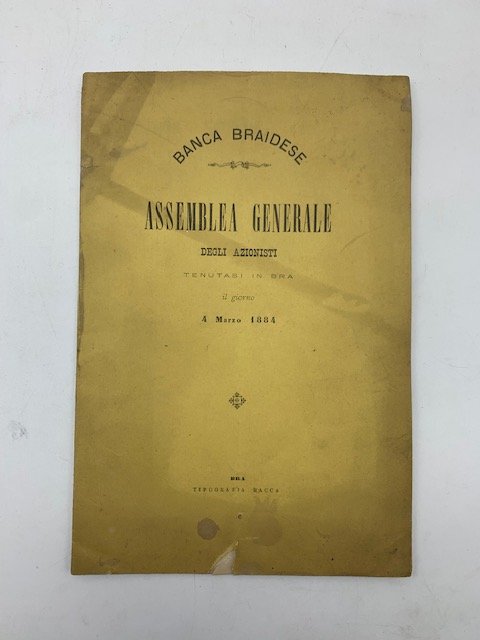 BANCA BRAIDESE
ASSEMBLEA GENERALE
DEGLI AZIONISTI
TENUTASI IN BRA
il giorno
4 Marzo 1884
BRA
TIPOGRAFIA RACCA